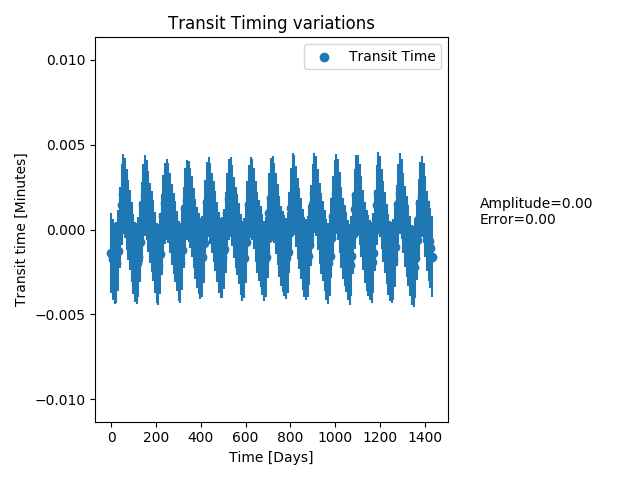 Transit Timing variations
Transit Time
0.010
0.005
0.000
−0.005
−0.010
Transit time [Minutes]
0 200 400 600 800 1000 1200 1400
Time [Days]
Amplitude=0.00
Error=0.00